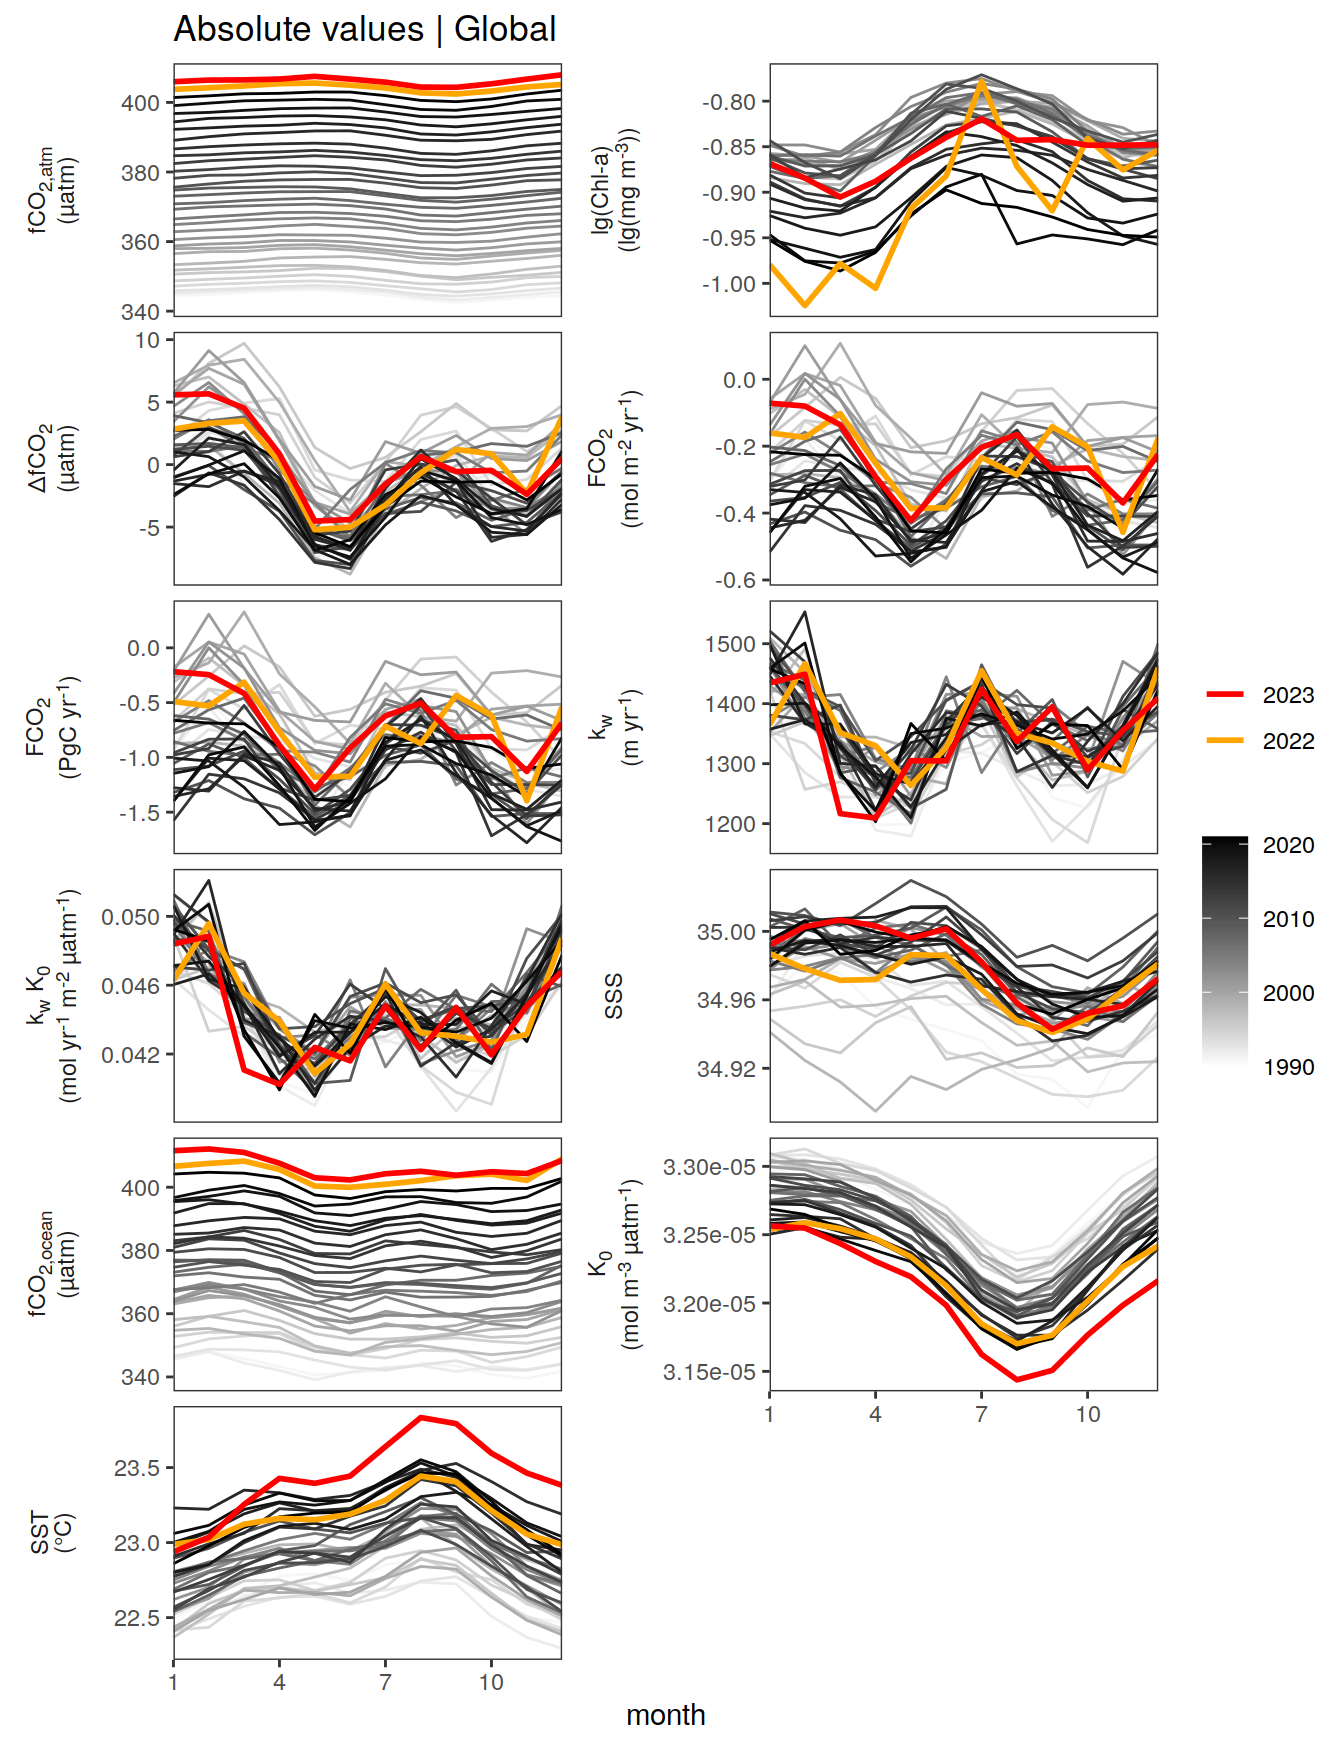 Absolute values | Global
fCO2,atm
(µatm)
400
380
360
340
lg(Chl-a)
(lg(mg m-3))
-0.80
-0.85
-0.90
-0.95
-1.00
ΔfCO2
(µatm)
10
5
0
-5
FCO2
(mol m-2 yr-1)
0.0
-0.2
-0.4
-0.6
FCO2
(PgC yr-1)
0.0
-0.5
-1.0
-1.5
kw
(m yr-1)
1500
1400
1300
1200
kw K0
(mol yr-1 m-2 µatm-1)
0.050
0.046
0.042
SSS
35.00
34.96
34.92
fCO2,ocean
(µatm)
400
380
360
340
K0
(mol m-3 µatm-1)
3.30e-05
3.25e-05
3.20e-05
3.15e-05
1 4 7 10
SST
(°C)
23.5
23.0
22.5
1 4 7 10
month
2023
2022
2020
2010
2000
1990